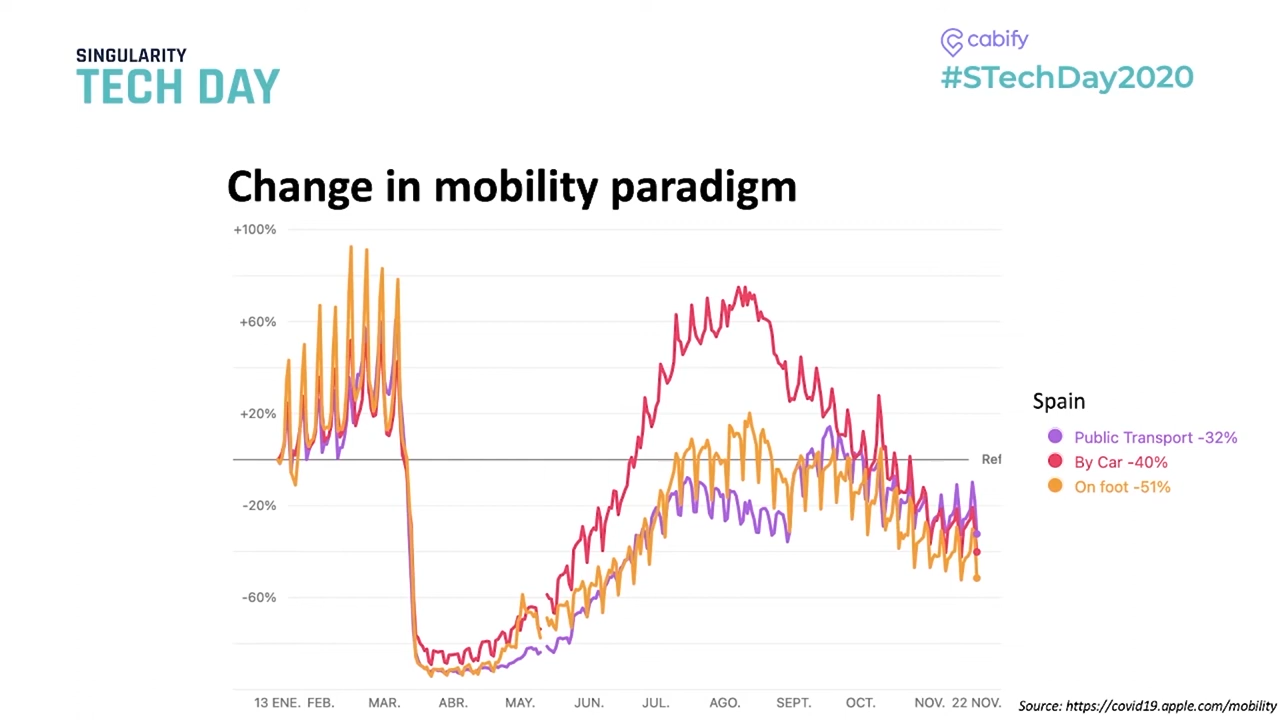 SINGULARITY
TECH DAY
cabify
#STechDay2020
Change in mobility paradigm
+100%
+60%
+20%
Ref
-20%
-60%
13 ENE. FEB. MAR. ABR. MAY. JUN. JUL. AGO. SEPT. OCT. NOV. 22 NOV.
Spain
Public Transport -32%
By Car -40%
On foot -51%
Source: https://covid19.apple.com/mobility